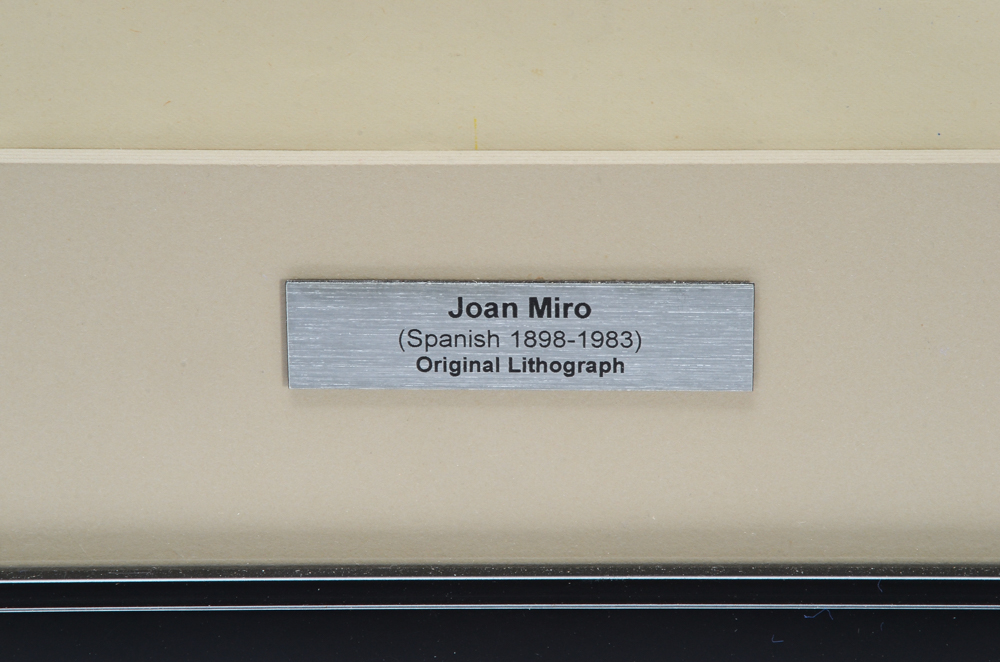 Joan Miro
(Spanish 1898-1983)
Original Lithograph